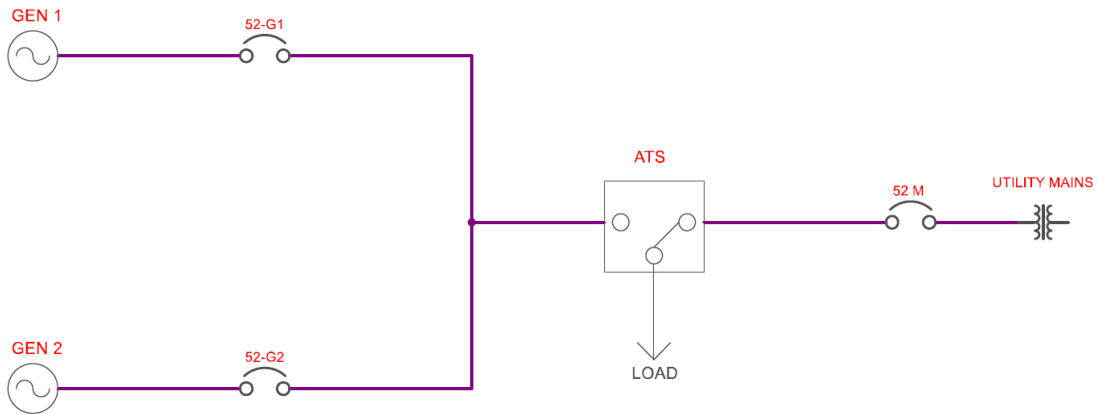 GEN 1
52-G1
ATS
52 M
UTILITY MAINS
LOAD
GEN 2
52-G2